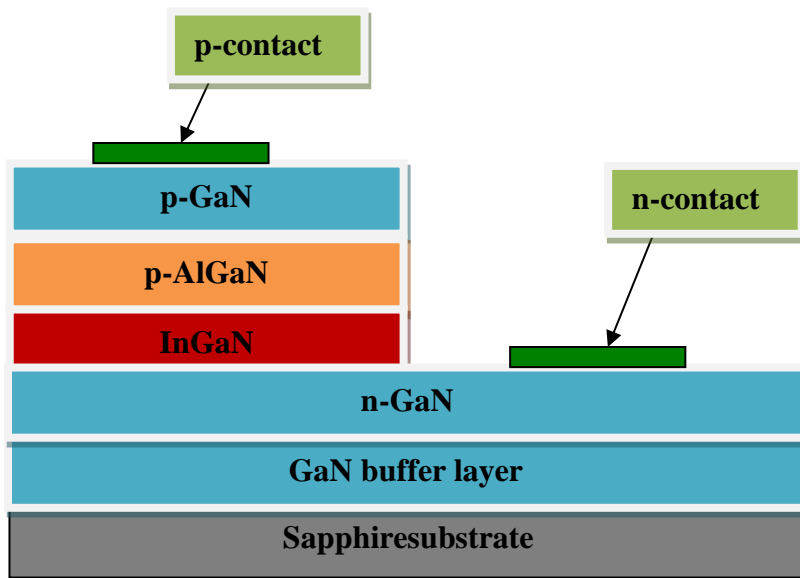 p-contact
p-GaN
n-contact
p-AlGaN
InGaN
n-GaN
GaN buffer layer
Sapphiresubstrate